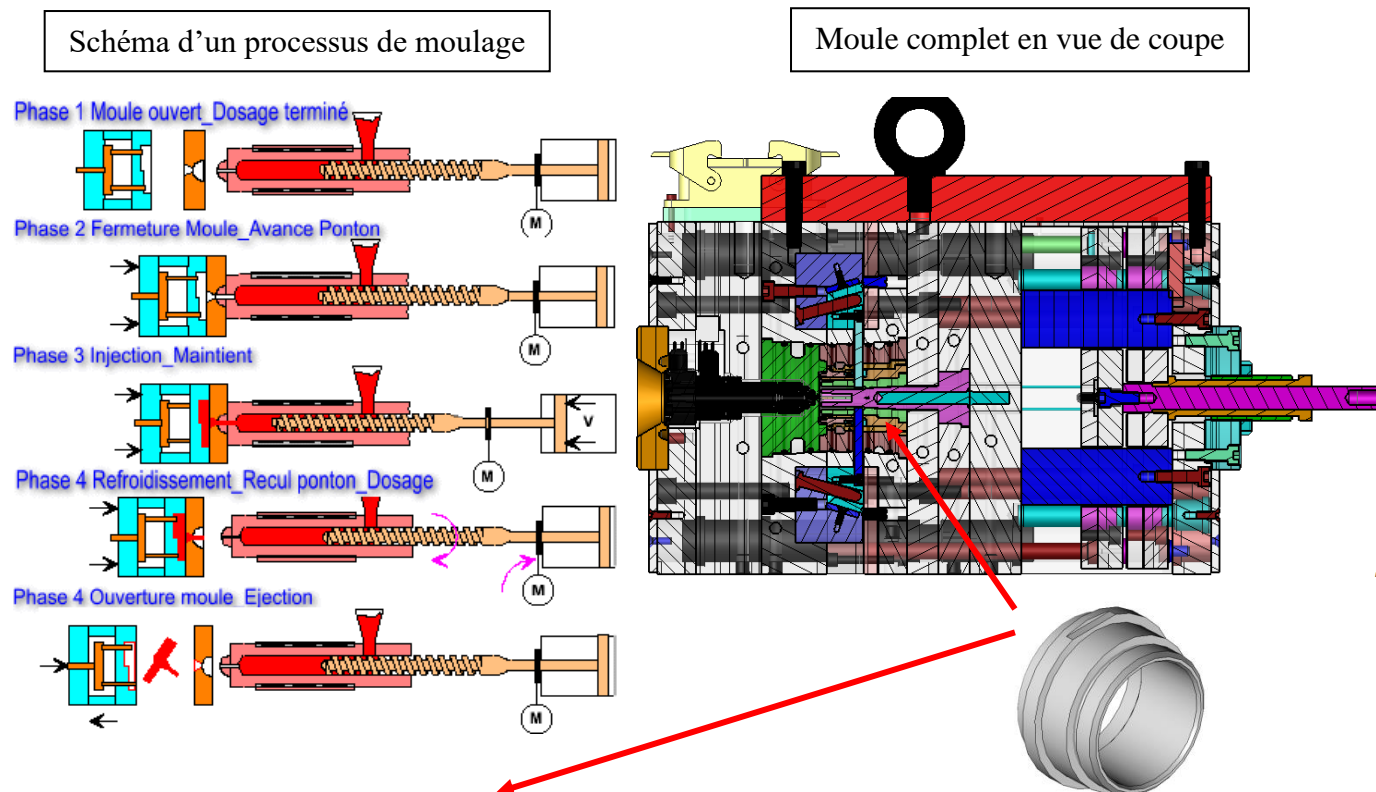 Schéma d’un processus de moulage
Moule complet en vue de coupe
Phase 1 Moule ouvert_Dosage terminé
M
Phase 2 Fermeture Moule_Avance Ponton
M
Phase 3 Injection_Maintient
V
M
Phase 4 Refroidissement_Recul ponton_Dosage
M
Phase 4 Ouverture moule_Ejection
M